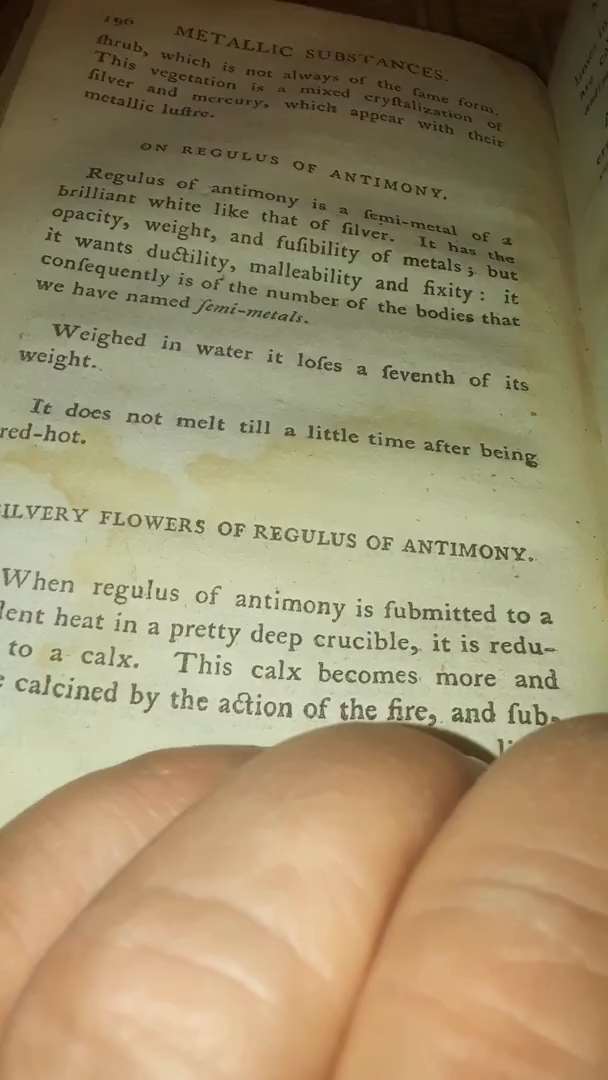 196 METALLIC SUBSTANCES.
ſhrub, which is not always of the ſame form.
This vegetation is a mixed cryſtalization of
ſilver and mercury, which appear with their
metallic luſtre.
ON REGULUS OF ANTIMONY.
Regulus of antimony is a ſemi-metal of a
brilliant white like that of ſilver. It has the
opacity, weight, and fuſibility of metals; but
it wants ductility, malleability and fixity: it
conſequently is of the number of the bodies that
we have named ſemi-metals.
Weighed in water it loſes a ſeventh of its
weight.
It does not melt till a little time after being
red-hot.
ILVERY FLOWERS OF REGULUS OF ANTIMONY.
When regulus of antimony is ſubmitted to a
lent heat in a pretty deep crucible, it is redu-
to a calx. This calx becomes more and
calcined by the action of the fire, and ſub-